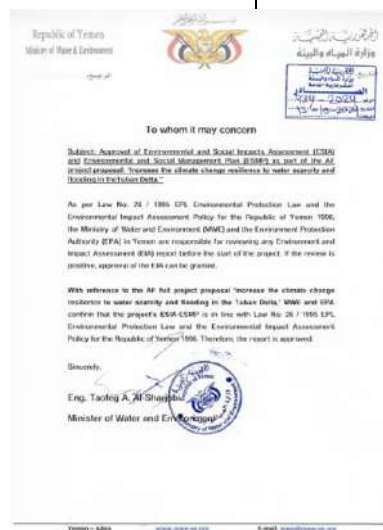 Republic of Yemen
Ministry of Water & Environment
الجمهورية اليمنية
وزارة المياه والبيئة
To whom it may concern
Subject: Approval of Environmental and Social Impacts Assessment (ESIA)
and Environmental and Social Management Plan (ESMP) as part of the AF
project proposal: "Increase the climate change resilience to water scarcity and
flooding in the Tuban Delta."
As per Law No. 26 / 1995 EPL Environmental Protection Law and the
Environmental Impact Assessment Policy for the Republic of Yemen 1996,
the Ministry of Water and Environment (MWE) and the Environment Protection
Authority (EPA) in Yemen are responsible for reviewing any Environment and
Impact Assessment (EIA) report before the start of the project. If the review is
positive, approval of the EIA can be granted.
With reference to the AF full project proposal 'increase the climate change
resilience to water scarcity and flooding in the Tuban Delta,' MWE and EPA
confirm that the project's ESIA-ESMP is in line with Law No. 26 / 1995 EPL
Environmental Protection Law and the Environmental Impact Assessment
Policy for the Republic of Yemen 1996. Therefore, the report is approved.
Sincerely,
Eng. Taofeg A. Al-Sharjabi
Minister of Water and Environment
Yemen – Aden
E-mail: